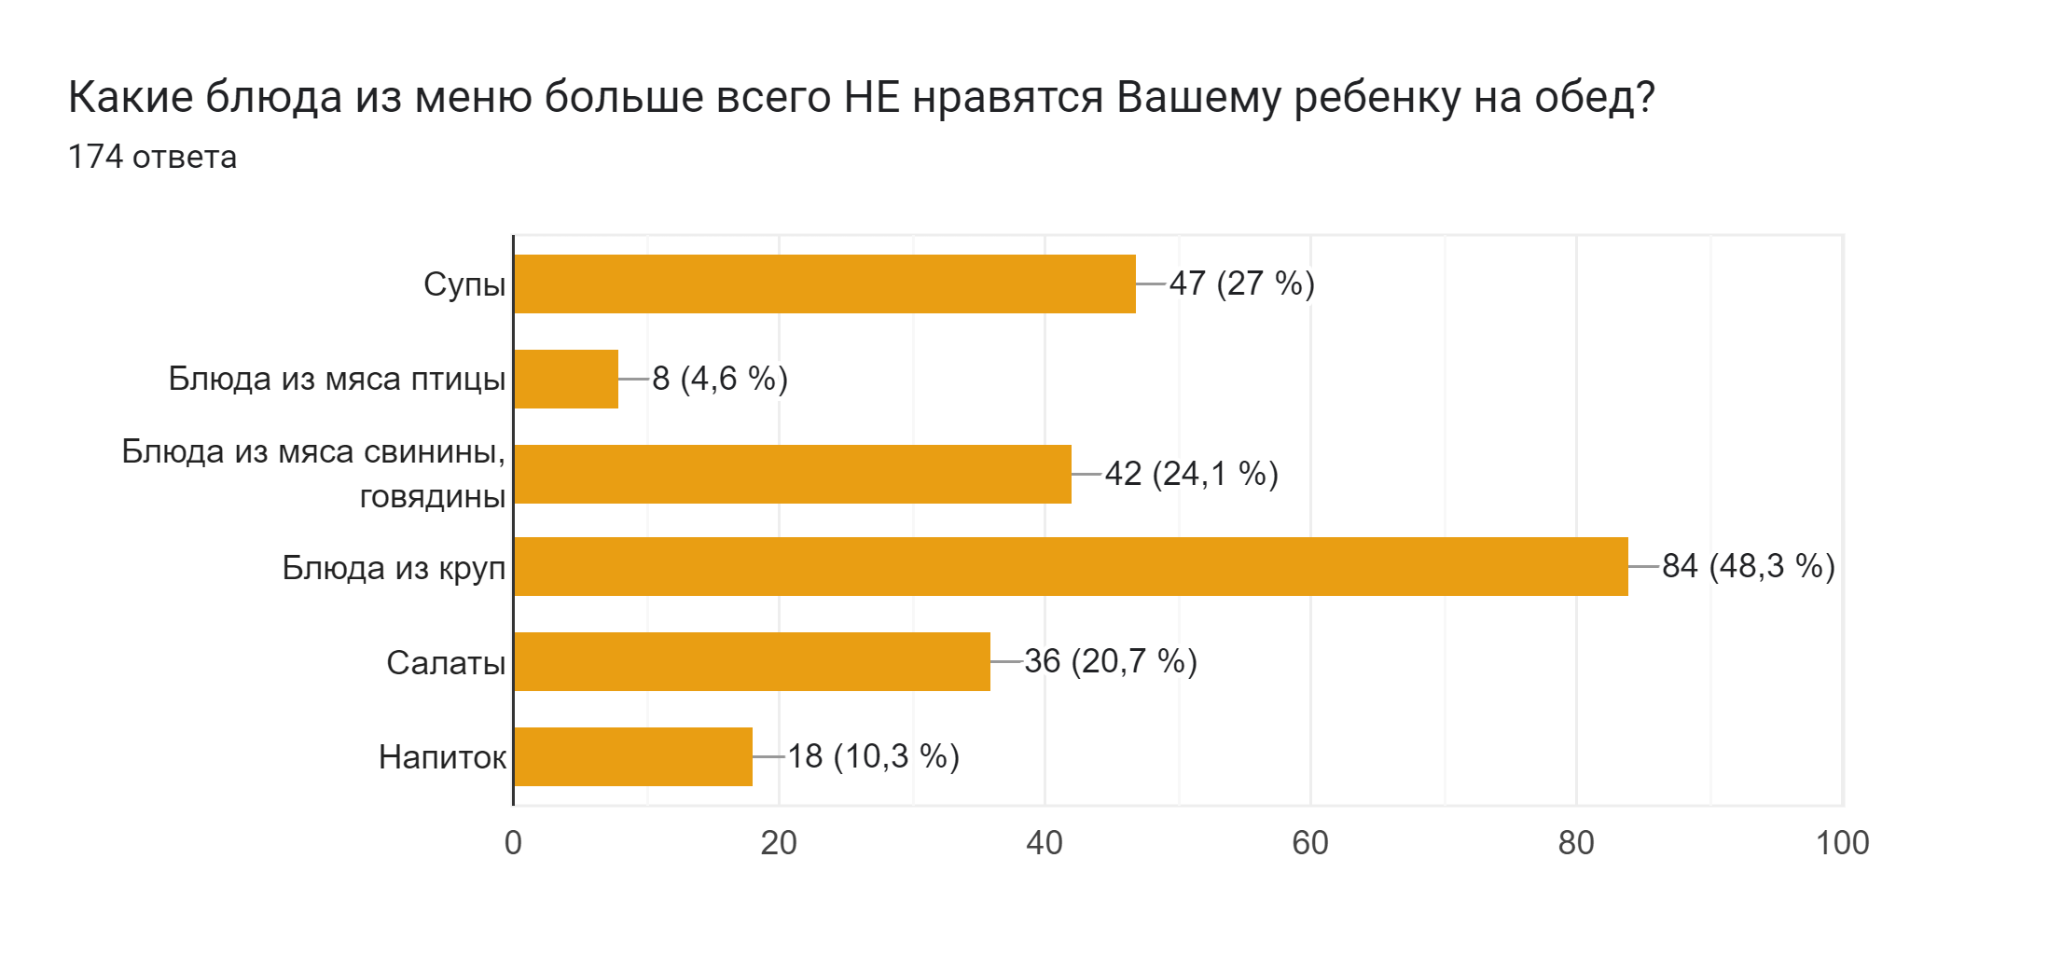 Какие блюда из меню больше всего НЕ нравятся Вашему ребенку на обед?
174 ответа
Супы
47 (27 %)
Блюда из мяса птицы
8 (4,6 %)
Блюда из мяса свинины,
говядины
42 (24,1 %)
Блюда из круп
84 (48,3 %)
Салаты
36 (20,7 %)
Напиток
18 (10,3 %)
0 20 40 60 80 100